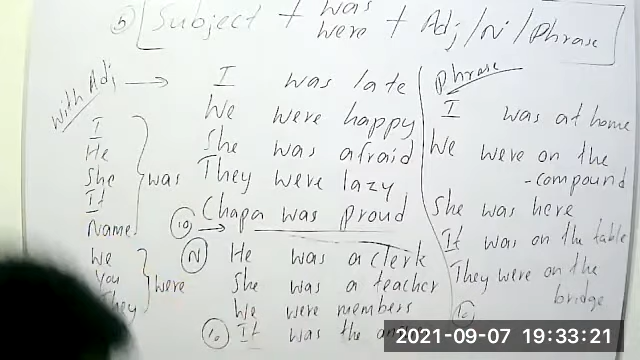 (b) Subject + was were + Adj/N/Phrase
With Adj →
I was late
We were happy
She was afraid
They were lazy
(10) → Chapa was proud
I
He
She
It
Name
was
We
You
They
were
(N) He was a clerk
She was a teacher
We were members
(10) It was the
Phrase
I was at home
We were on the
-compound
She was here
It was on the table
They were on the
bridge
2021-09-07 19:33:21